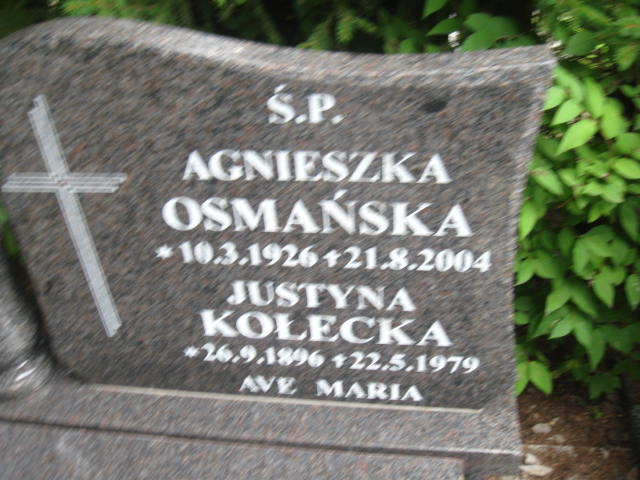 Ś.P.
AGNIESZKA
OSMAŃSKA
*10.3.1926 +21.8.2004
JUSTYNA
KOŁECKA
*26.9.1896 +22.5.1979
AVE MARIA